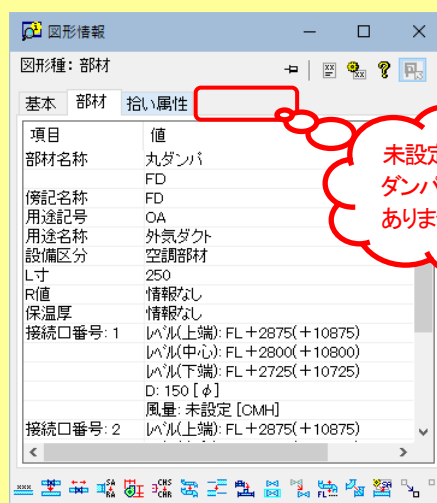 図形情報
図形種: 部材
基本 部材 拾い属性
項目 値
部材名称 丸ダンパ
FD
傍記名称 FD
用途記号 OA
用途名称 外気ダクト
設備区分 空調部材
L寸 250
R値 情報なし
保温厚 情報なし
接続口番号: 1 レベル(上端): FL+2875(+10875)
レベル(中心): FL+2800(+10800)
レベル(下端): FL+2725(+10725)
D: 150 [φ]
風量: 未設定 [CMH]
接続口番号: 2 レベル(上端): FL+2875(+10875)
未設定
ダンパ
ありま